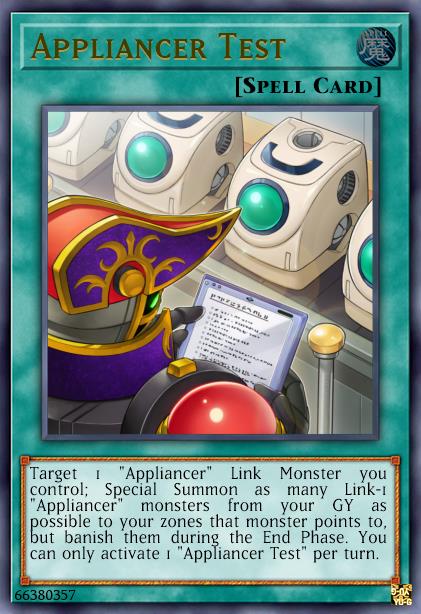 Appliancer Test
魔
[Spell Card]
Target 1 "Appliancer" Link Monster you
control; Special Summon as many Link-1
"Appliancer" monsters from your GY as
possible to your zones that monster points to,
but banish them during the End Phase. You
can only activate 1 "Appliancer Test" per turn.
66380357